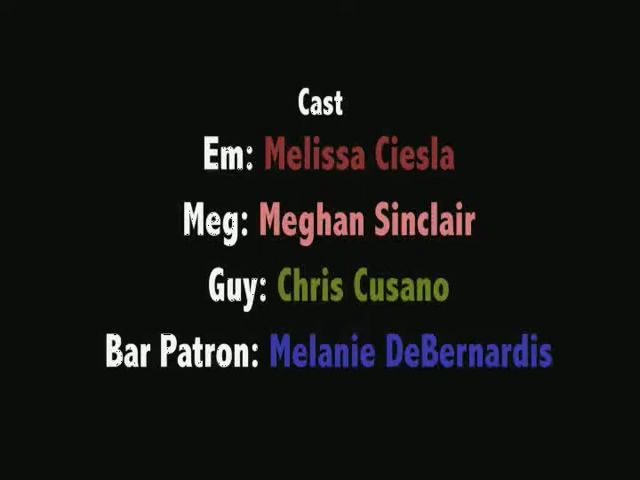 Cast
Em: Melissa Ciesla
Meg: Meghan Sinclair
Guy: Chris Cusano
Bar Patron: Melanie DeBernardis